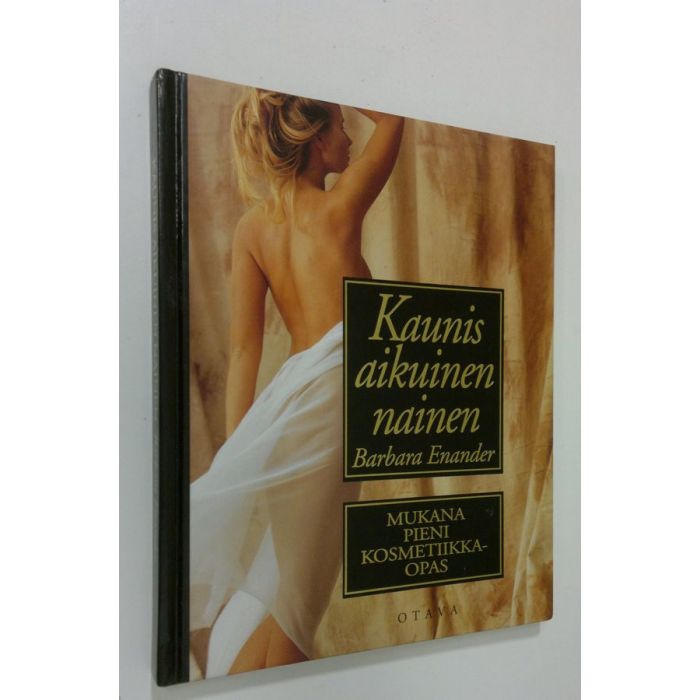 Kaunis
aikuinen
nainen
Barbara Enander
MUKANA
PIENI
KOSMETIIKKA-
OPAS
OTAVA